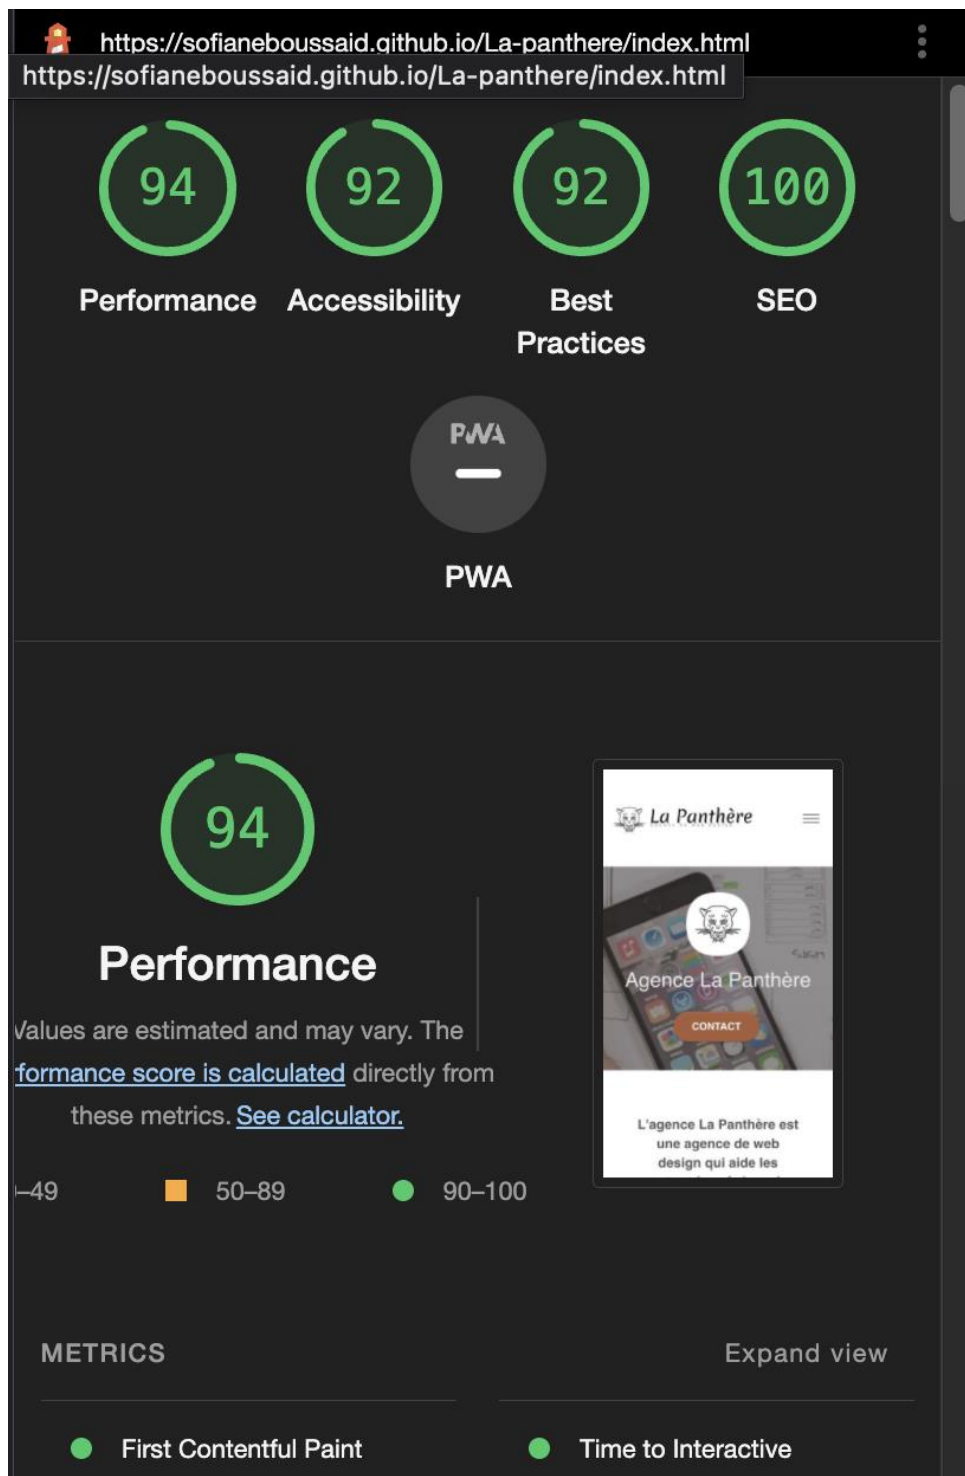 https://sofianeboussaid.github.io/La-panthere/index.html
https://sofianeboussaid.github.io/La-panthere/index.html
94 92 92 100
Performance Accessibility Best Practices SEO
PWA
PWA
94
Performance
Values are estimated and may vary. The
formance score is calculated directly from
these metrics. See calculator.
–49 50–89 90–100
La Panthère
Agence La Panthère
CONTACT
L'agence La Panthère est
une agence de web
design qui aide les
METRICS Expand view
First Contentful Paint Time to Interactive